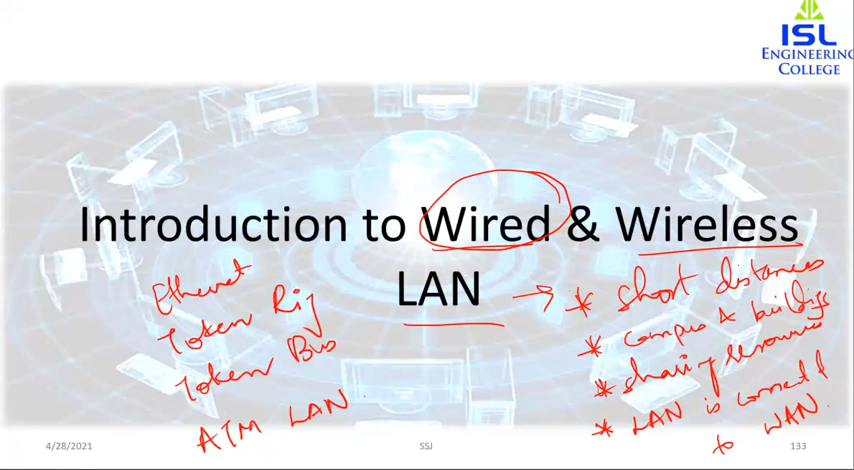 ISL
ENGINEERING
COLLEGE
Introduction to Wired & Wireless
LAN
Ethernet
Token Ring
Token Bus
ATM LAN
→ * short distances
* campus & buildings
* sharing resources
* LAN is connected
to WAN.
4/28/2021
SSJ
133